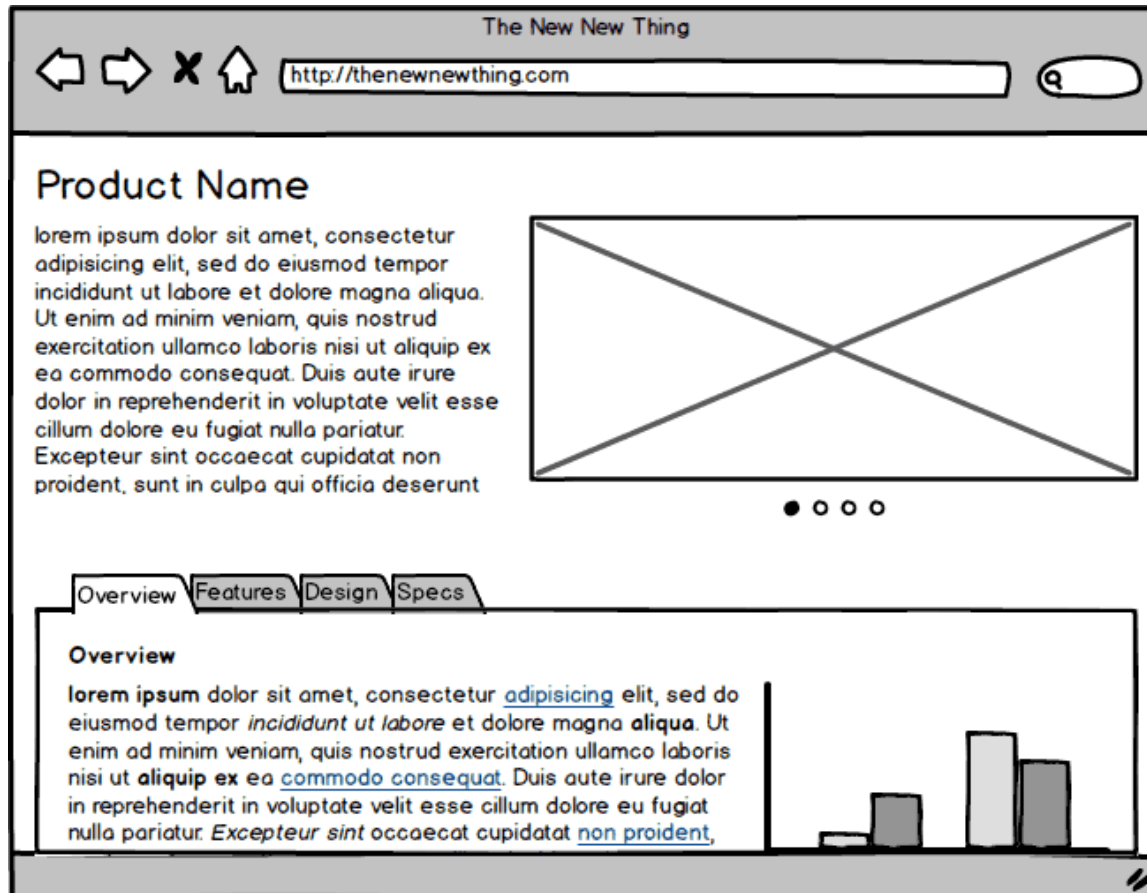 The New New Thing
http://thenewnewthing.com
Product Name
lorem ipsum dolor sit amet, consectetur
adipisicing elit, sed do eiusmod tempor
incididunt ut labore et dolore magna aliqua.
Ut enim ad minim veniam, quis nostrud
exercitation ullamco laboris nisi ut aliquip ex
ea commodo consequat. Duis aute irure
dolor in reprehenderit in voluptate velit esse
cillum dolore eu fugiat nulla pariatur.
Excepteur sint occaecat cupidatat non
proident, sunt in culpa qui officia deserunt
Overview Features Design Specs
Overview
lorem ipsum dolor sit amet, consectetur adipisicing elit, sed do
eiusmod tempor incididunt ut labore et dolore magna aliqua. Ut
enim ad minim veniam, quis nostrud exercitation ullamco laboris
nisi ut aliquip ex ea commodo consequat. Duis aute irure dolor
in reprehenderit in voluptate velit esse cillum dolore eu fugiat
nulla pariatur. Excepteur sint occaecat cupidatat non proident,